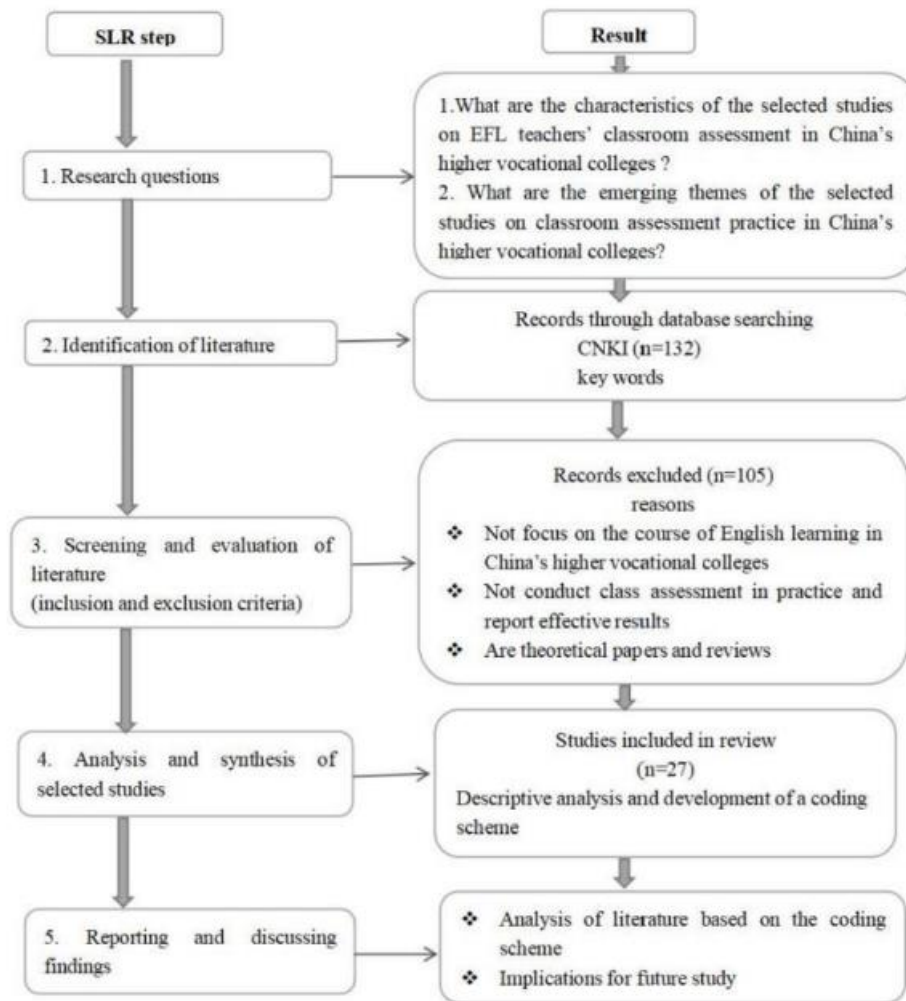 SLR step
Result
1.What are the characteristics of the selected studies
on EFL teachers’ classroom assessment in China’s
higher vocational colleges ?
2. What are the emerging themes of the selected
studies on classroom assessment practice in China’s
higher vocational colleges?
1. Research questions
Records through database searching
CNKI (n=132)
key words
2. Identification of literature
Records excluded (n=105)
reasons
❖ Not focus on the course of English learning in
China’s higher vocational colleges
❖ Not conduct class assessment in practice and
report effective results
❖ Are theoretical papers and reviews
3. Screening and evaluation of
literature
(inclusion and exclusion criteria)
Studies included in review
(n=27)
Descriptive analysis and development of a coding
scheme
4. Analysis and synthesis of
selected studies
❖ Analysis of literature based on the coding
scheme
❖ Implications for future study
5. Reporting and discussing
findings